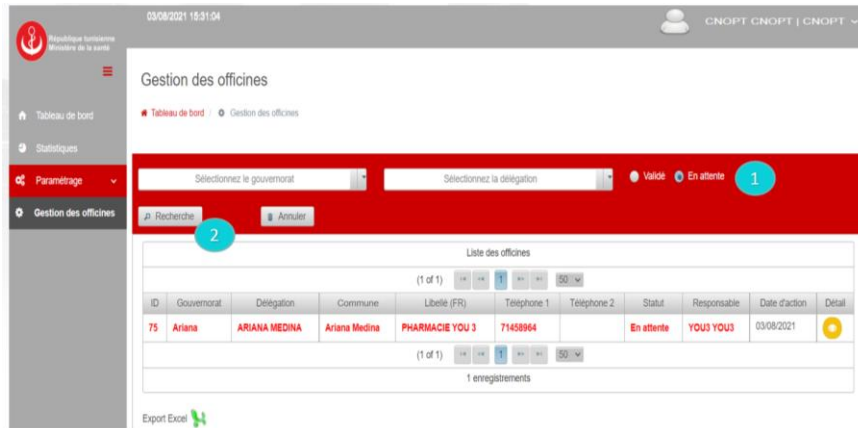 03/08/2021 15:31:04
CNOPT CNOPT | CNOPT
République tunisienne
Ministère de la santé
Gestion des officines
Tableau de bord / Gestion des officines
Tableau de bord
Statistiques
Paramétrage
Gestion des officines
Sélectionnez le gouvernorat
Sélectionnez la délégation
Validé En attente
1
Recherche Annuler
2
Liste des officines
(1 of 1) 1 50
ID Gouvernorat Délégation Commune Libellé (FR) Téléphone 1 Téléphone 2 Statut Responsable Date d'action Détail
75 Ariana ARIANA MEDINA Ariana Medina PHARMACIE YOU 3 71458964 En attente YOU3 YOU3 03/08/2021
(1 of 1) 1 50
1 enregistrements
Export Excel